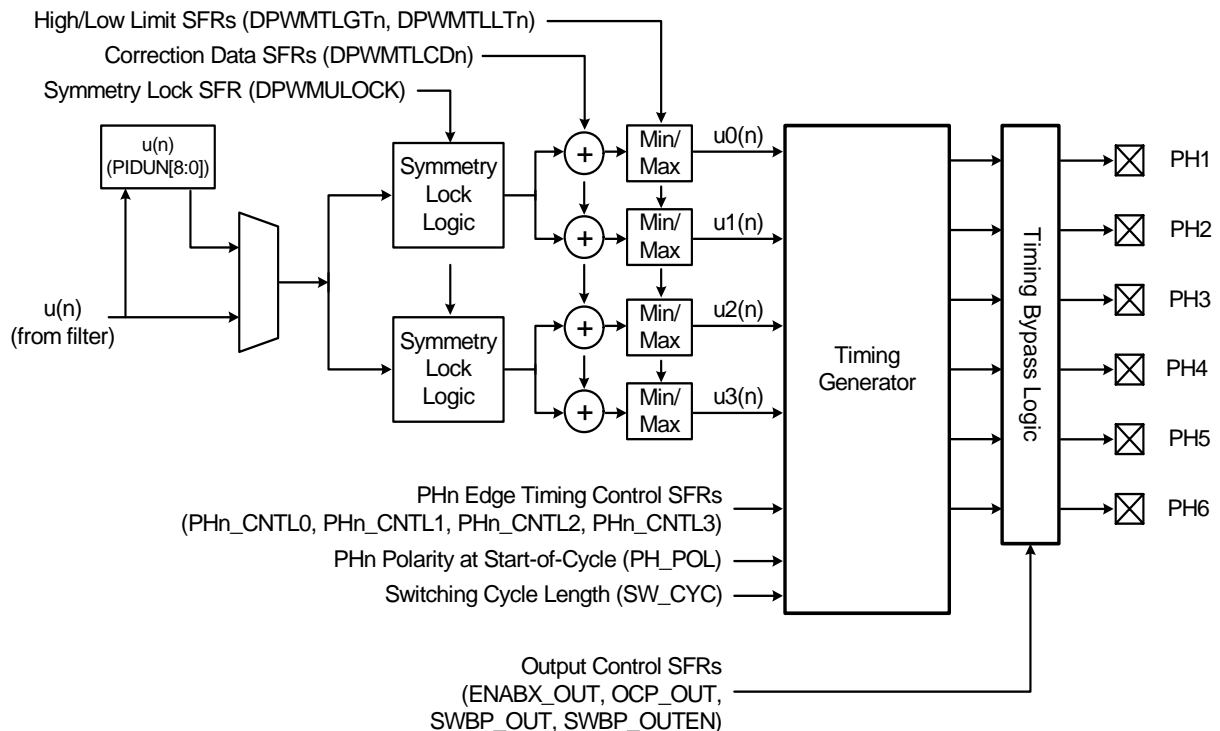 High/Low Limit SFRs (DPWMTLGTn, DPWMTLLTn)
Correction Data SFRs (DPWMTLCDn)
Symmetry Lock SFR (DPWMULOCK)
u(n)
(PIDUN[8:0])
u(n)
(from filter)
Symmetry
Lock
Logic
Symmetry
Lock
Logic
+
+
+
+
Min/
Max
Min/
Max
Min/
Max
Min/
Max
u0(n)
u1(n)
u2(n)
u3(n)
Timing
Generator
Timing Bypass Logic
PH1
PH2
PH3
PH4
PH5
PH6
PHn Edge Timing Control SFRs
(PHn_CNTL0, PHn_CNTL1, PHn_CNTL2, PHn_CNTL3)
PHn Polarity at Start-of-Cycle (PH_POL)
Switching Cycle Length (SW_CYC)
Output Control SFRs
(ENABX_OUT, OCP_OUT,
SWBP_OUT, SWBP_OUTEN)